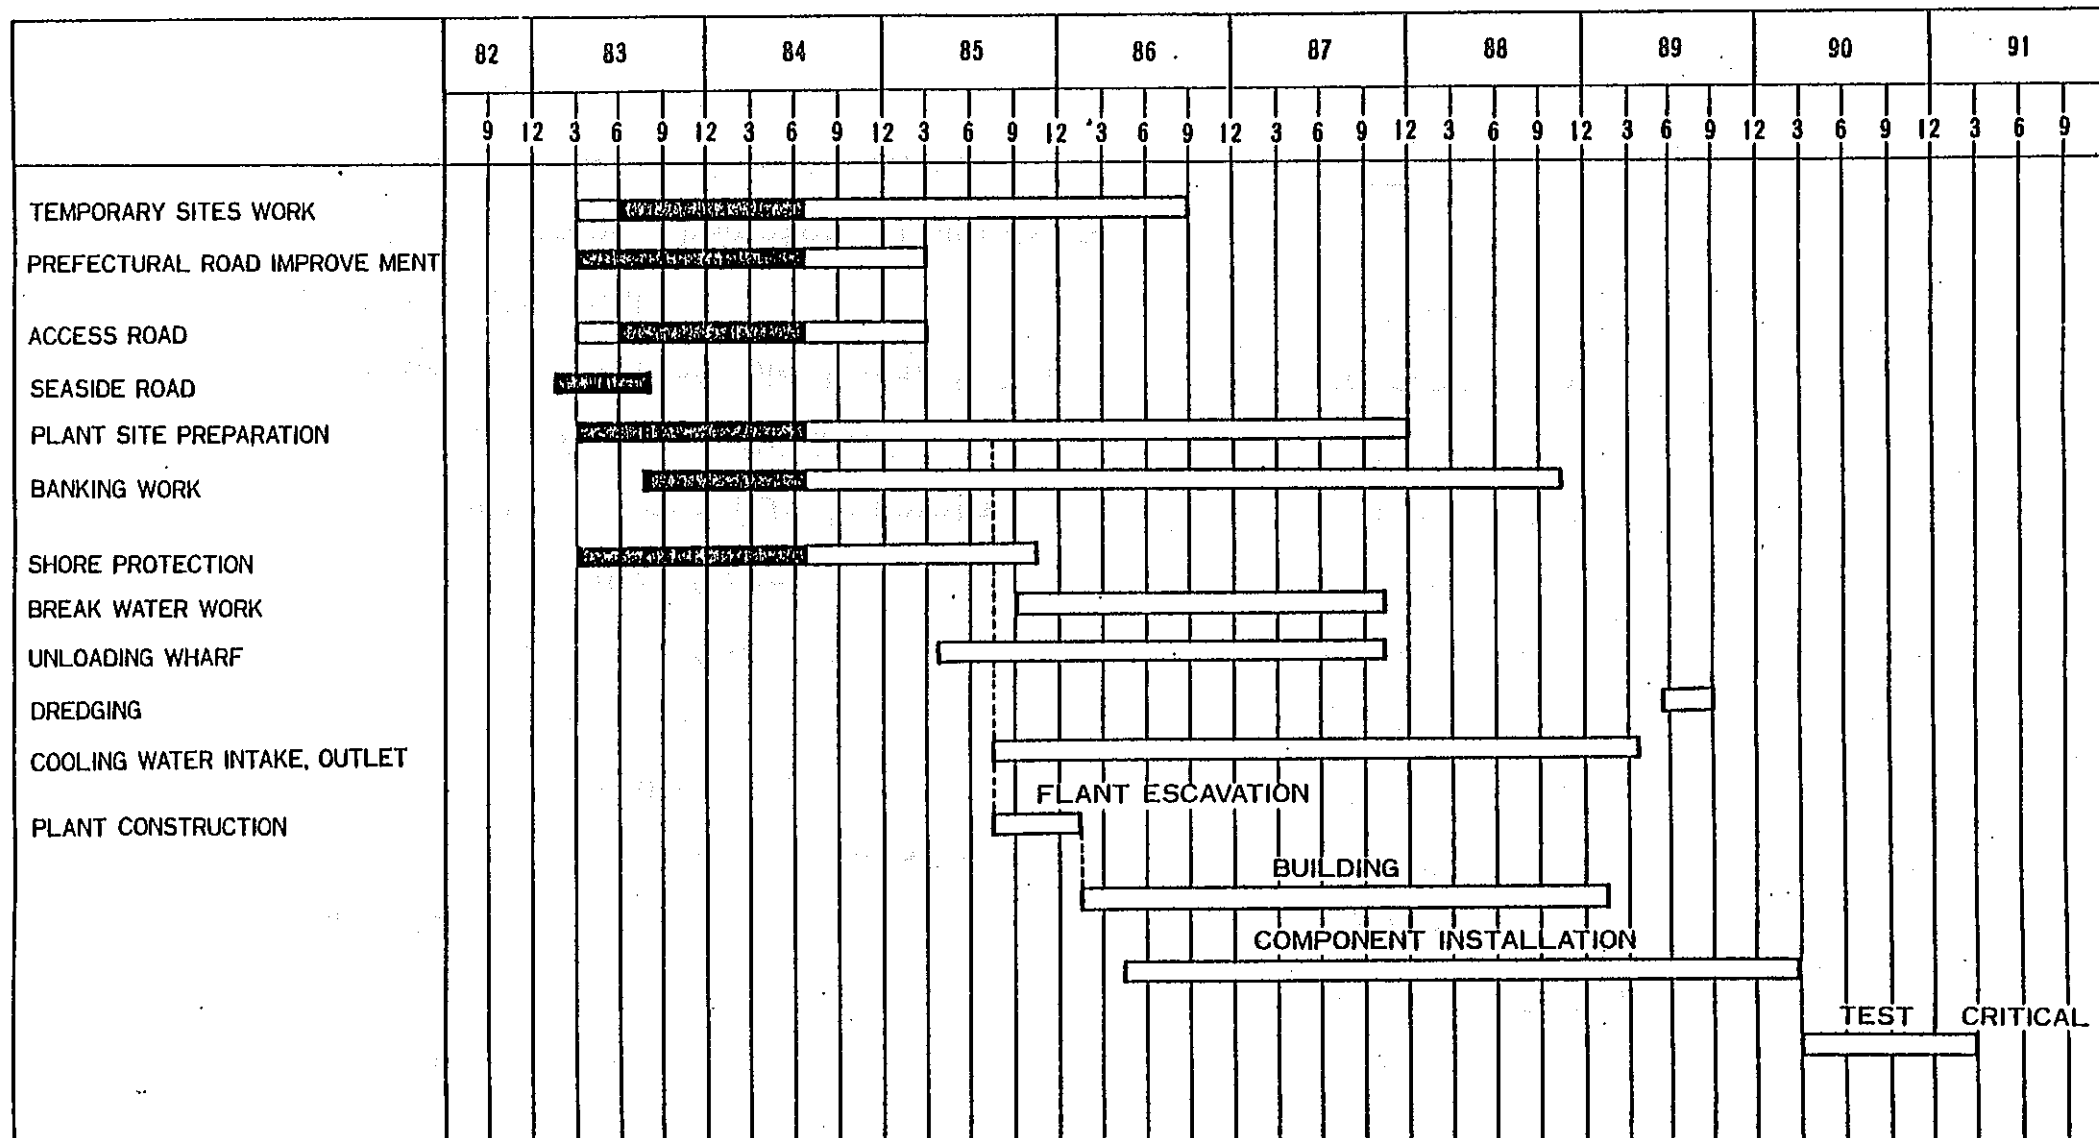 82 83 84 85 86 87 88 89 90 91
9 12 3 6 9 12 3 6 9 12 3 6 9 12 3 6 9 12 3 6 9 12 3 6 9 12 3 6 9 12 3 6 9 12 3 6 9
TEMPORARY SITES WORK
PREFECTURAL ROAD IMPROVE MENT
ACCESS ROAD
SEASIDE ROAD
PLANT SITE PREPARATION
BANKING WORK
SHORE PROTECTION
BREAK WATER WORK
UNLOADING WHARF
DREDGING
COOLING WATER INTAKE, OUTLET
FLANT ESCAVATION
PLANT CONSTRUCTION
BUILDING
COMPONENT INSTALLATION
TEST CRITICAL